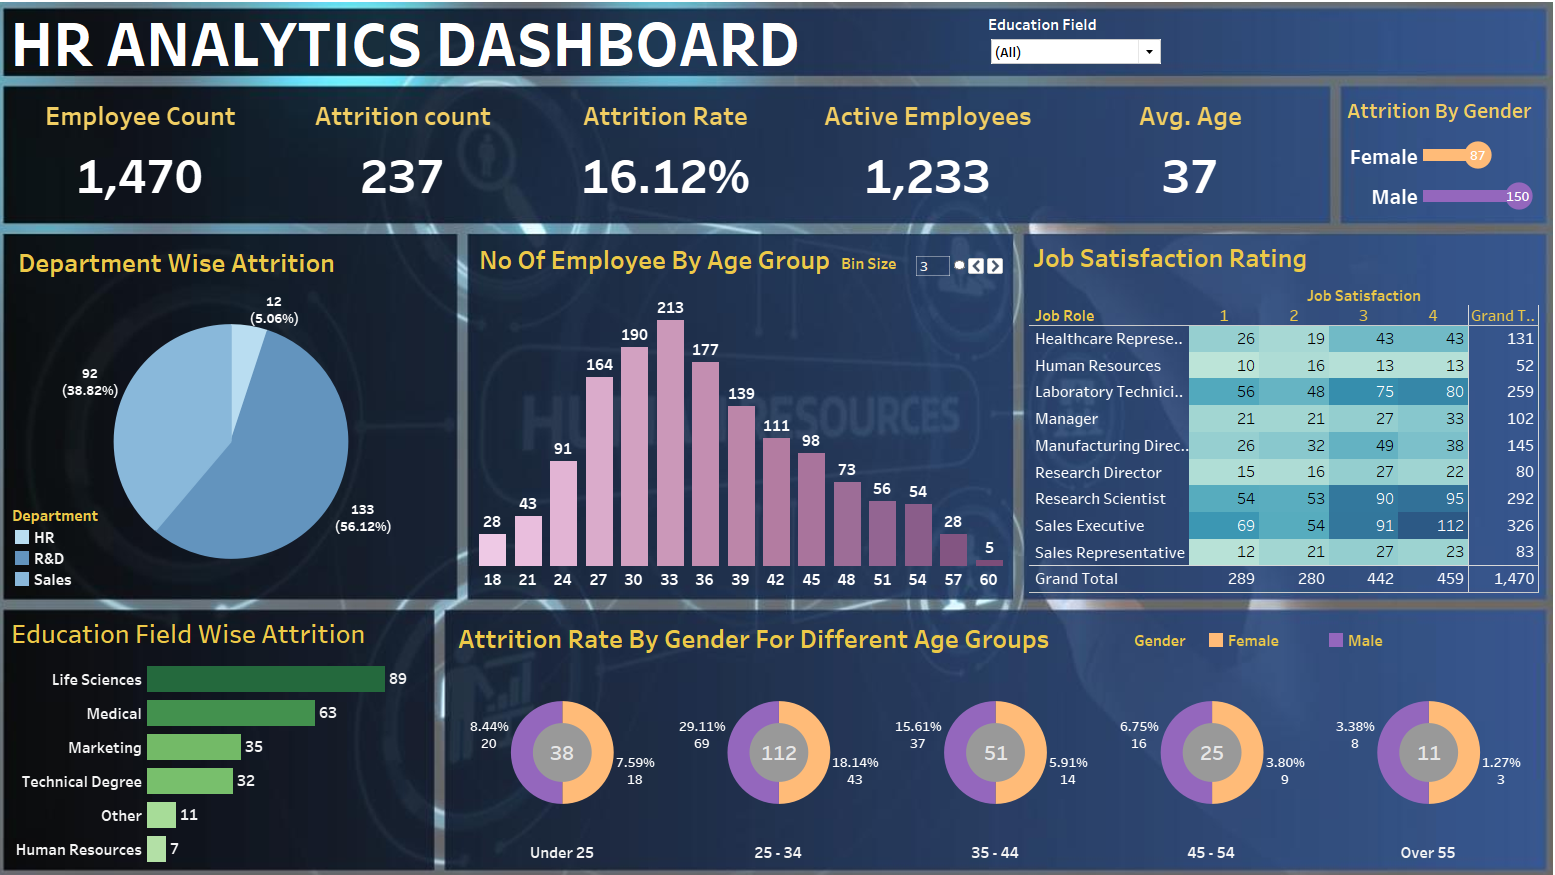 HR ANALYTICS DASHBOARD
Education Field
(All)
Employee Count
1,470
Attrition count
237
Attrition Rate
16.12%
Active Employees
1,233
Avg. Age
37
Attrition By Gender
Female 87
Male 150
Department Wise Attrition
12
(5.06%)
92
(38.82%)
133
(56.12%)
Department
HR
R&D
Sales
No Of Employee By Age Group
Bin Size 3
28 43 91 164 190 213 177 139 111 98 73 56 54 28 5
18 21 24 27 30 33 36 39 42 45 48 51 54 57 60
HUMAN RESOURCES
Job Satisfaction Rating
Job Satisfaction
Job Role 1 2 3 4 Grand T..
Healthcare Represe.. 26 19 43 43 131
Human Resources 10 16 13 13 52
Laboratory Technici.. 56 48 75 80 259
Manager 21 21 27 33 102
Manufacturing Direc.. 26 32 49 38 145
Research Director 15 16 27 22 80
Research Scientist 54 53 90 95 292
Sales Executive 69 54 91 112 326
Sales Representative 12 21 27 23 83
Grand Total 289 280 442 459 1,470
Education Field Wise Attrition
Life Sciences 89
Medical 63
Marketing 35
Technical Degree 32
Other 11
Human Resources 7
Attrition Rate By Gender For Different Age Groups
Gender Female Male
8.44%
20
38
7.59%
18
Under 25
29.11%
69
112
18.14%
43
25 - 34
15.61%
37
51
5.91%
14
35 - 44
6.75%
16
25
3.80%
9
45 - 54
3.38%
8
11
1.27%
3
Over 55